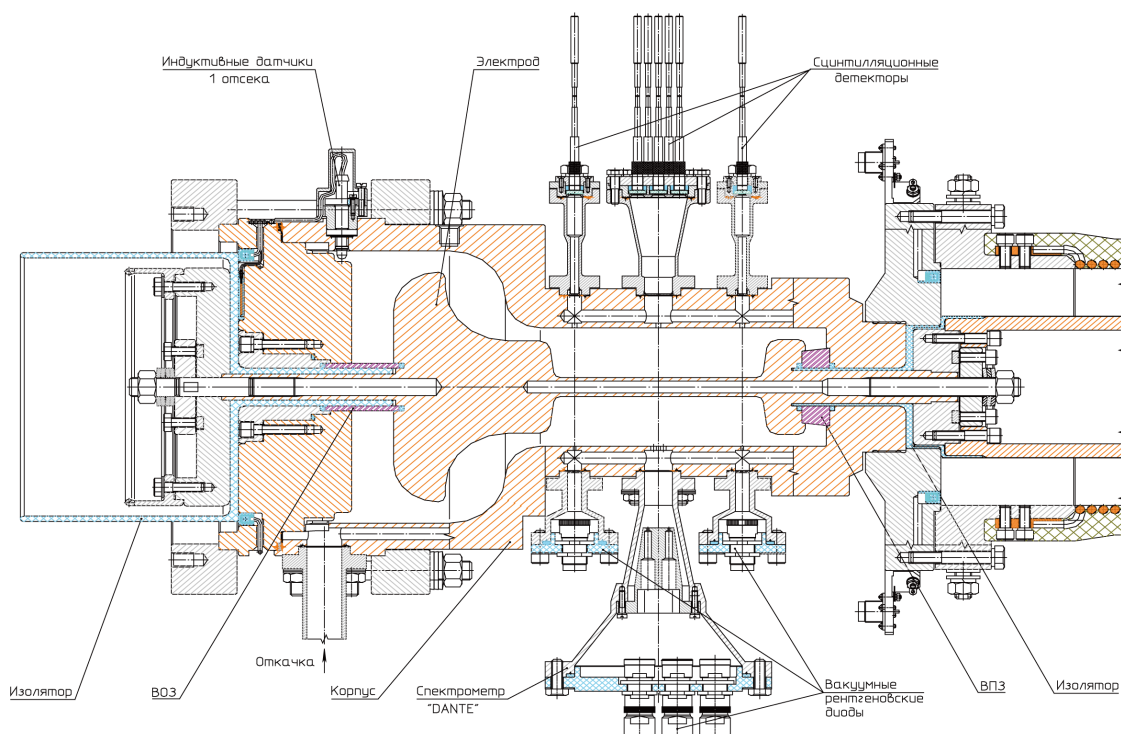 Индуктивные датчики
1 отсека
Электрод
Сцинтилляционные
детекторы
Откачка
Изолятор
ВОЗ
Корпус
Спектрометр
"DANTE"
Вакуумные
рентгеновские
диоды
ВПЗ
Изолятор